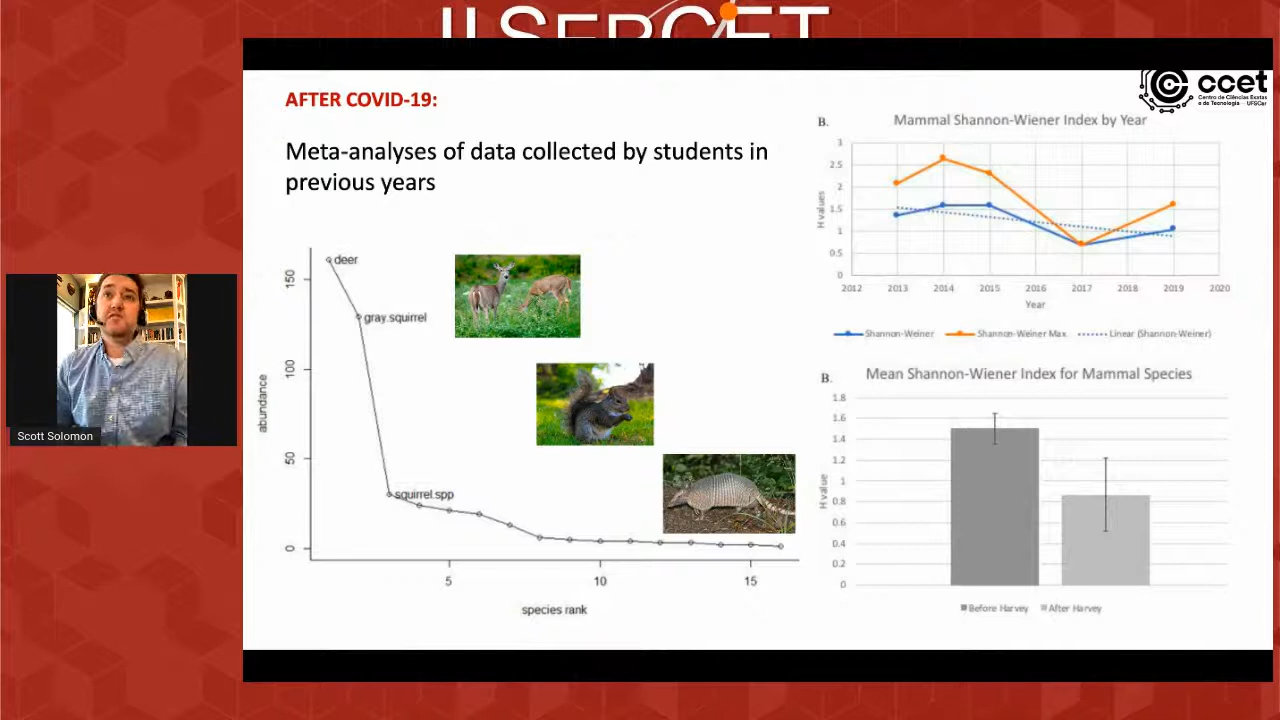 AFTER COVID-19:
Meta-analyses of data collected by students in
previous years
ccet
Centro de Ciências Exatas
e de Tecnologia - UFSCar
B.
Mammal Shannon-Wiener Index by Year
H values
3
2.5
2
1.5
1
0.5
0
2012 2013 2014 2015 2016 2017 2018 2019 2020
Year
Shannon-Weiner Shannon-Weiner Max Linear (Shannon-Weiner)
abundance
150
100
50
0
deer
gray.squirrel
squirrel.spp
5 10 15
species rank
B.
Mean Shannon-Wiener Index for Mammal Species
H value
1.8
1.6
1.4
1.2
1
0.8
0.6
0.4
0.2
0
Before Harvey After Harvey
Scott Solomon